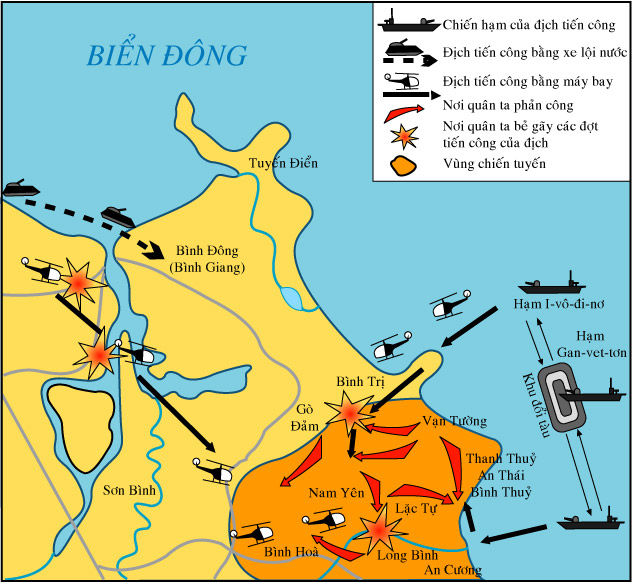 BIỂN ĐÔNG
Chiến hạm của địch tiến công
Địch tiến công bằng xe lội nước
Địch tiến công bằng máy bay
Nơi quân ta phản công
Nơi quân ta bẻ gãy các đợt
tiến công của địch
Vùng chiến tuyến
Tuyến Điển
Bình Đông
(Bình Giang)
Hạm I-vô-đi-nơ
Hạm
Gan-vet-tơn
Khu đổi tàu
Bình Trị
Gò
Đảm
Vạn Tường
Thanh Thuỷ
An Thái
Bình Thuỷ
Sơn Bình
Nam Yên
Lạc Tự
Bình Hoà
Long Bình
An Cương